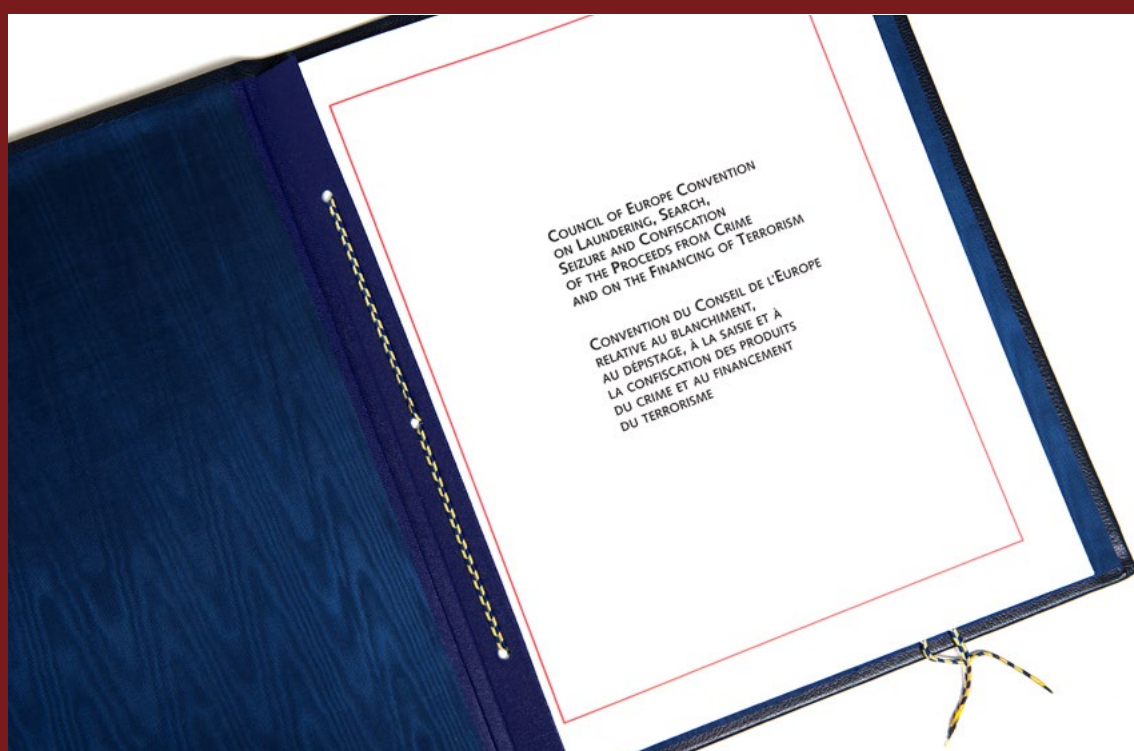 Council of Europe Convention
on Laundering, Search,
Seizure and Confiscation
of the Proceeds from Crime
and on the Financing of Terrorism
Convention du Conseil de l'Europe
relative au blanchiment,
au dépistage, à la saisie et à
la confiscation des produits
du crime et au financement
du terrorisme